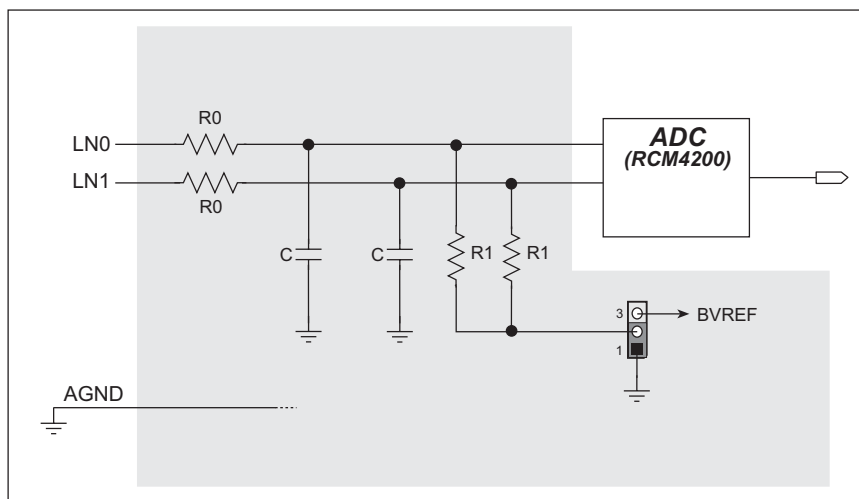 R0
LN0
ADC
(RCM4200)
LN1
R0
C
C
R1
R1
3
BVREF
1
AGND